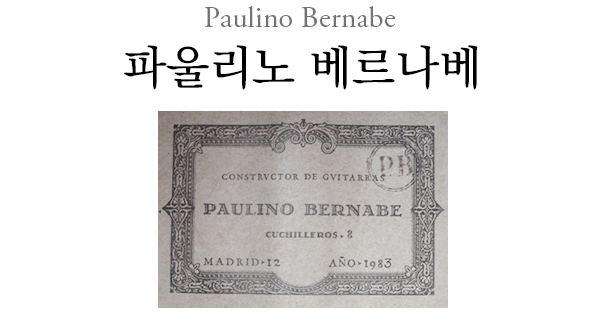 Paulino Bernabe
파울리노 베르나베
CONSTRVCTOR DE GVITARRAS
P.B
PAULINO BERNABE
CUCHILLEROS. 8
MADRID-12 AÑO-1983